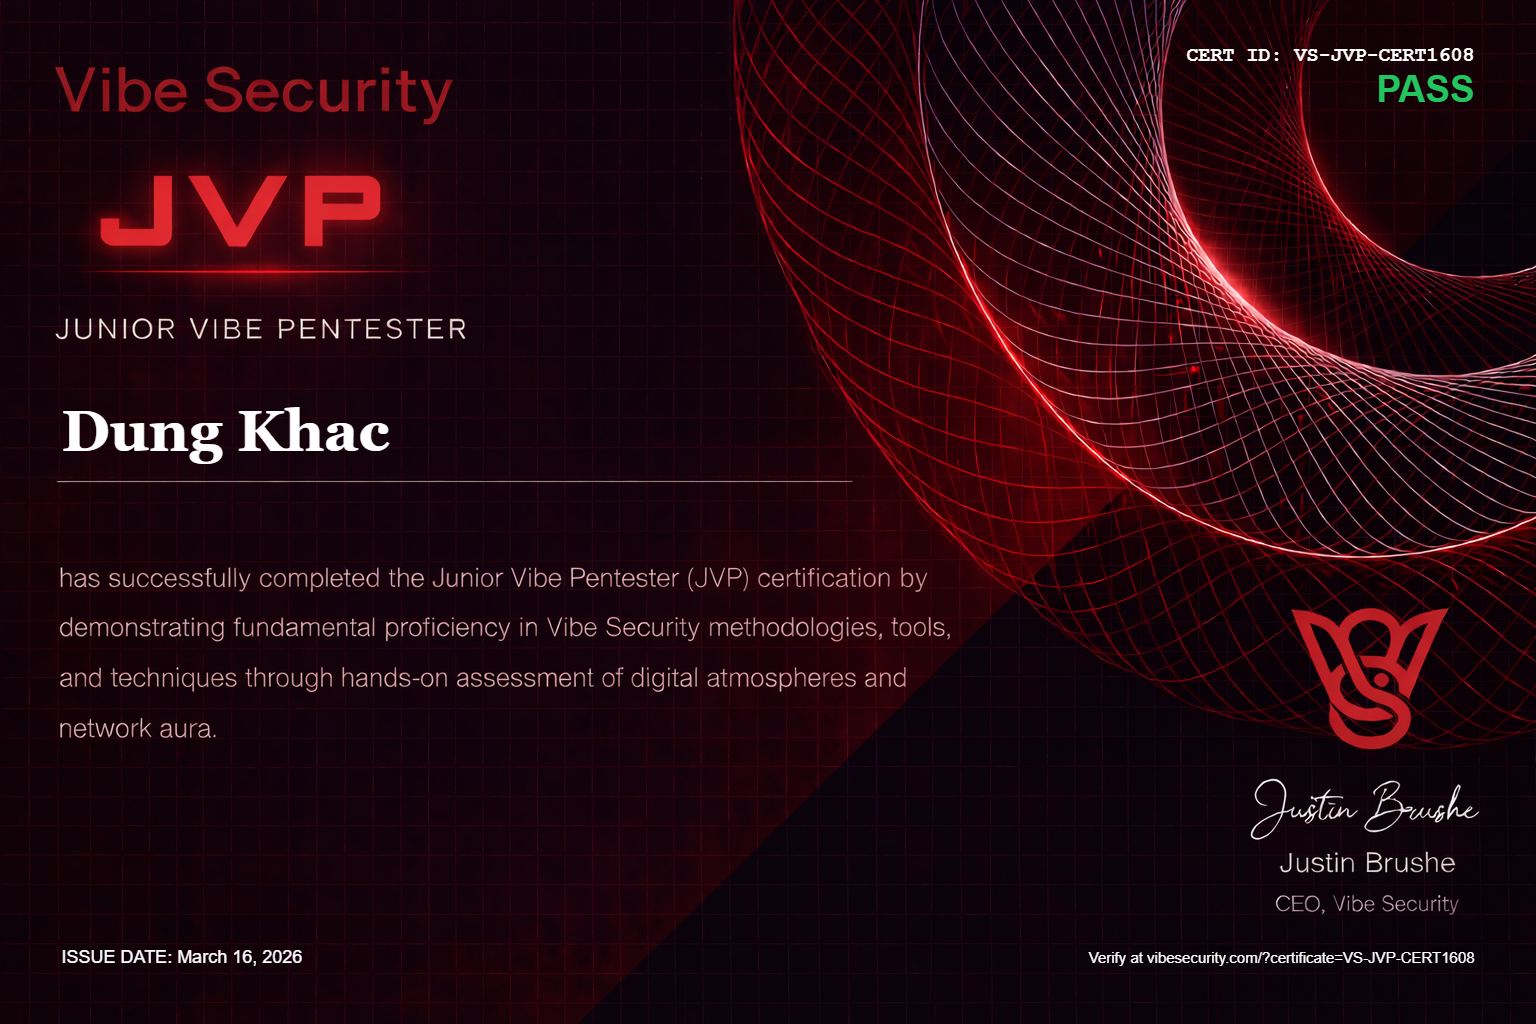 Vibe Security
CERT ID: VS-JVP-CERT1608
PASS
JVP
JUNIOR VIBE PENTESTER
Dung Khac
has successfully completed the Junior Vibe Pentester (JVP) certification by
demonstrating fundamental proficiency in Vibe Security methodologies, tools,
and techniques through hands-on assessment of digital atmospheres and
network aura.
Justin Brushe
Justin Brushe
CEO, Vibe Security
ISSUE DATE: March 16, 2026
Verify at vibesecurity.com/?certificate=VS-JVP-CERT1608